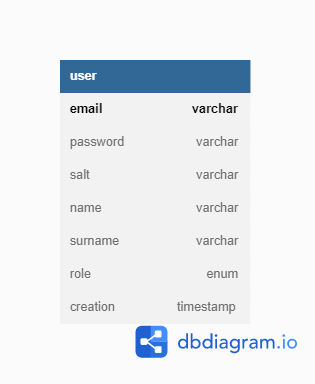 user
email varchar
password varchar
salt varchar
name varchar
surname varchar
role enum
creation timestamp
dbdiagram.io